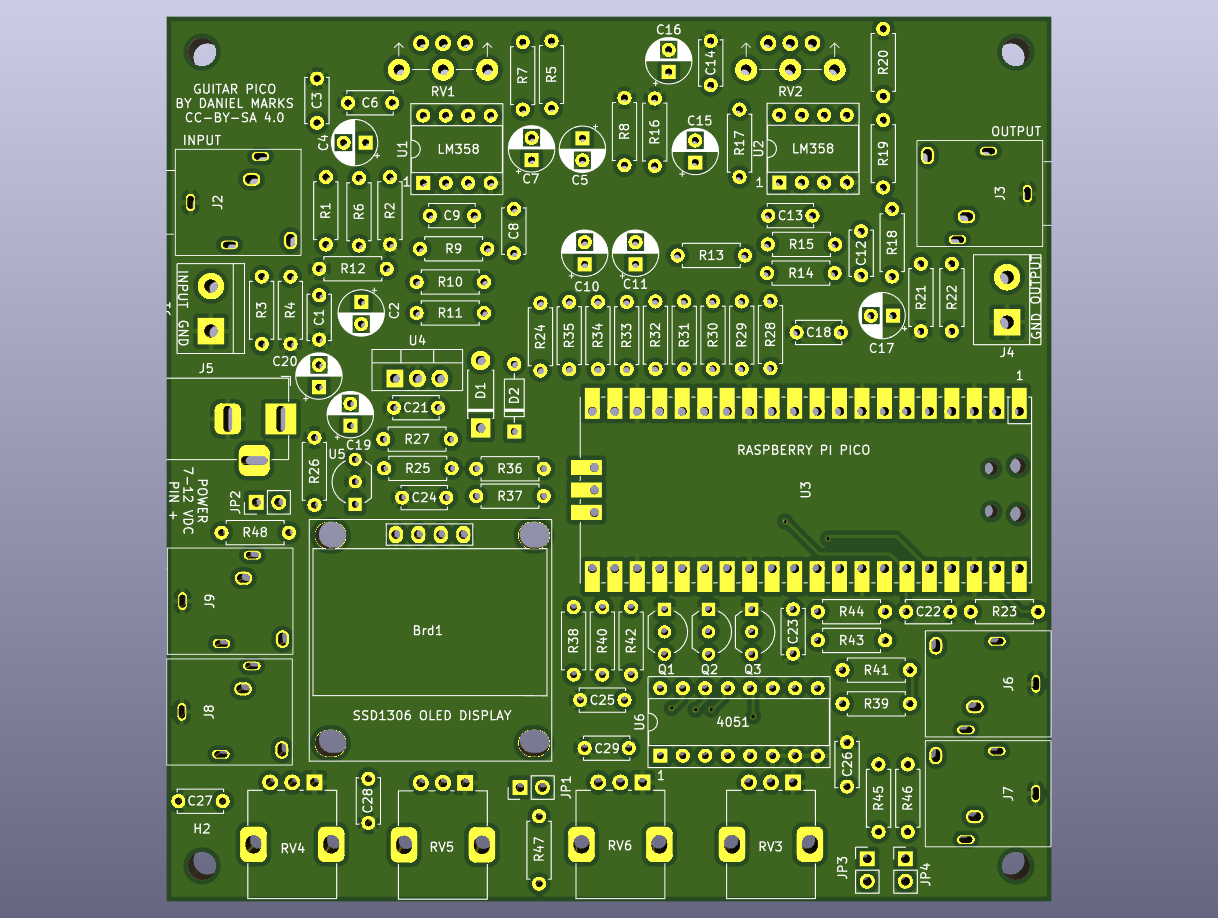 C16
R20
R7
R5
C14
RV1
RV2
GUITAR PICO
BY DANIEL MARKS
CC-BY-SA 4.0
C3
C6
R8
R16
C15
R17
INPUT
C4
U1
LM358
C7
C5
U2
LM358
R19
OUTPUT
J2
1
1
J3
R1
R6
R2
C9
C8
C13
R18
R12
R9
C10
C11
R13
R15
C12
R14
INPUT
GND
R3
R4
C1
C2
R10
R11
R21
R22
GND OUTPUT
R24
R35
R34
R33
R32
R31
R30
R29
R28
C18
C17
J4
J5
C20
U4
D1
D2
1
C21
C19
R27
RASPBERRY PI PICO
R26
U5
R25
R36
U3
POWER
7-12 VDC
PIN +
JP2
C24
R37
R48
J9
Brd1
R38
R40
R42
Q1
Q2
Q3
C23
R44
C22
R23
R43
R41
J6
J8
SSD1306 OLED DISPLAY
C25
U6
4051
R39
C29
C26
1
C27
C28
JP1
R45
R46
J7
H2
RV4
RV5
R47
RV6
RV3
JP3
JP4